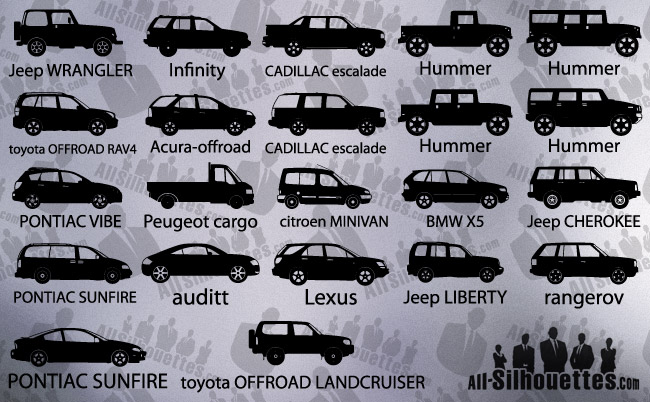 Jeep WRANGLER
Infinity
CADILLAC escalade
Hummer
Hummer
toyota OFFROAD RAV4
Acura-offroad
CADILLAC escalade
Hummer
Hummer
PONTIAC VIBE
Peugeot cargo
citroen MINIVAN
BMW X5
Jeep CHEROKEE
PONTIAC SUNFIRE
auditt
Lexus
Jeep LIBERTY
rangerov
PONTIAC SUNFIRE
toyota OFFROAD LANDCRUISER
All-Silhouettes.com